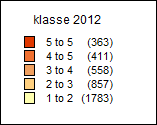 klasse 2012
5 to 5 (363)
4 to 5 (411)
3 to 4 (558)
2 to 3 (857)
1 to 2 (1783)